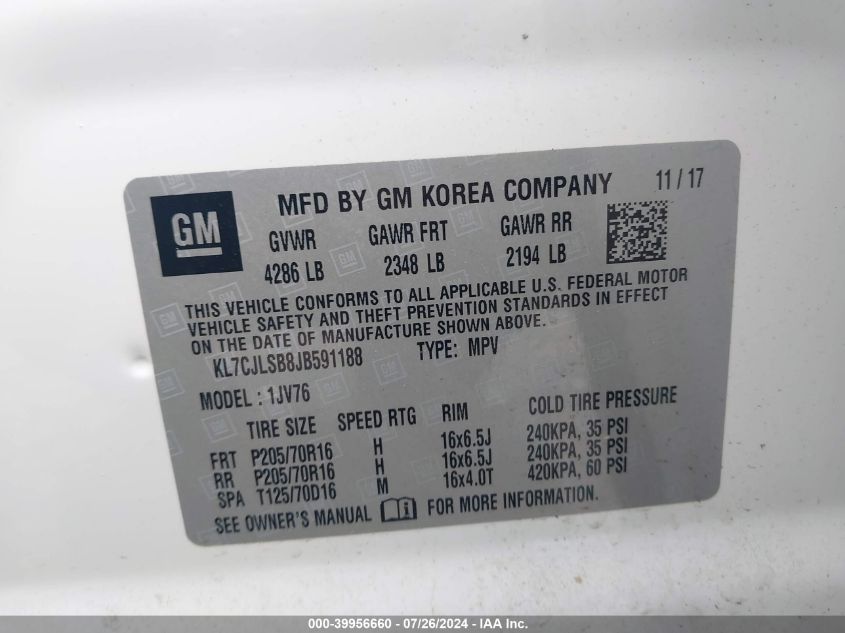 GM
MFD BY GM KOREA COMPANY 11 / 17
GVWR GAWR FRT GAWR RR
4286 LB 2348 LB 2194 LB
THIS VEHICLE CONFORMS TO ALL APPLICABLE U.S. FEDERAL MOTOR
VEHICLE SAFETY AND THEFT PREVENTION STANDARDS IN EFFECT
ON THE DATE OF MANUFACTURE SHOWN ABOVE.
KL7CJLSB8JB591188 TYPE: MPV
MODEL : 1JV76
TIRE SIZE SPEED RTG RIM COLD TIRE PRESSURE
FRT P205/70R16 H 16x6.5J 240KPA, 35 PSI
RR P205/70R16 H 16x6.5J 240KPA, 35 PSI
SPA T125/70D16 M 16x4.0T 420KPA, 60 PSI
SEE OWNER'S MANUAL i FOR MORE INFORMATION.
000-39956660 - 07/26/2024 - IAA Inc.